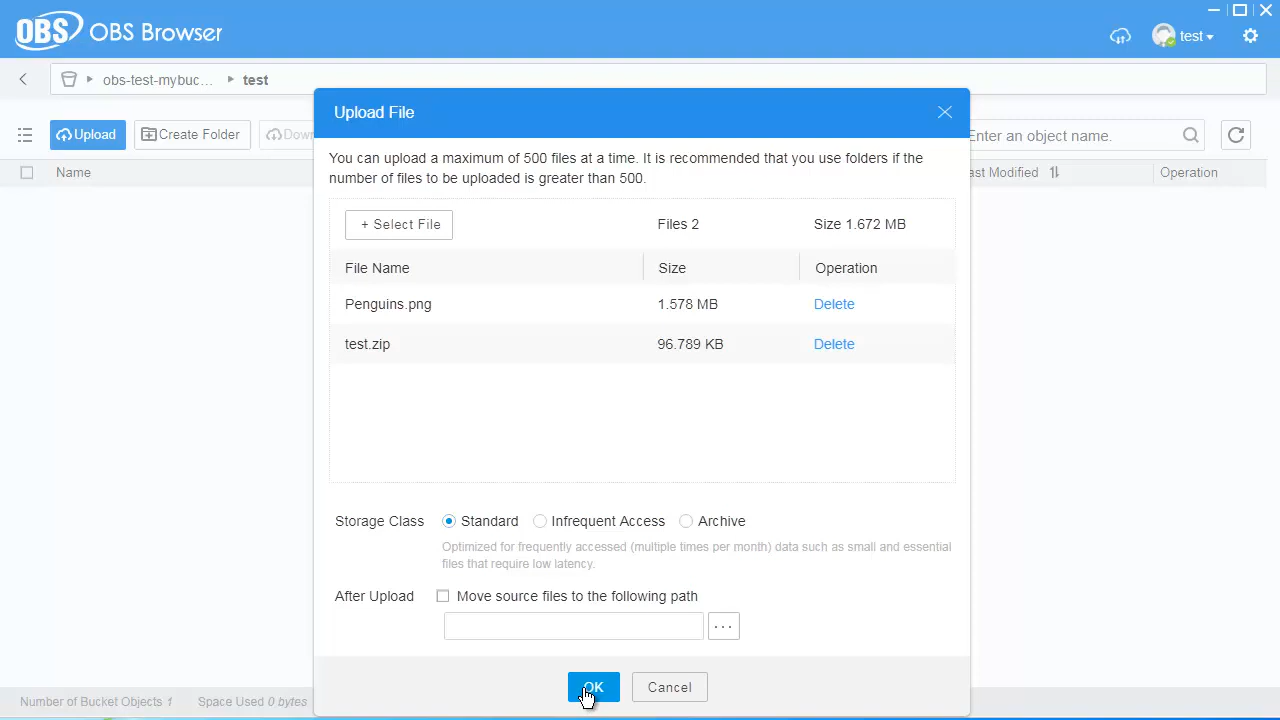 OBS OBS Browser
test
obs-test-mybuc... test
Upload Create Folder Down
Enter an object name.
Name
ast Modified Operation
Upload File
You can upload a maximum of 500 files at a time. It is recommended that you use folders if the
number of files to be uploaded is greater than 500.
+ Select File Files 2 Size 1.672 MB
File Name Size Operation
Penguins.png 1.578 MB Delete
test.zip 96.789 KB Delete
Storage Class Standard Infrequent Access Archive
Optimized for frequently accessed (multiple times per month) data such as small and essential
files that require low latency.
After Upload Move source files to the following path
...
OK Cancel
Number of Bucket Objects 1 Space Used 0 bytes